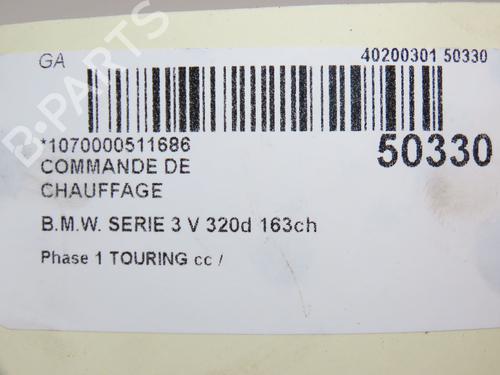 GA
40200301 50330
*1070000511686
50330
COMMANDE DE
CHAUFFAGE
B.M.W. SERIE 3 V 320d 163ch
Phase 1 TOURING cc /
B-PARTS